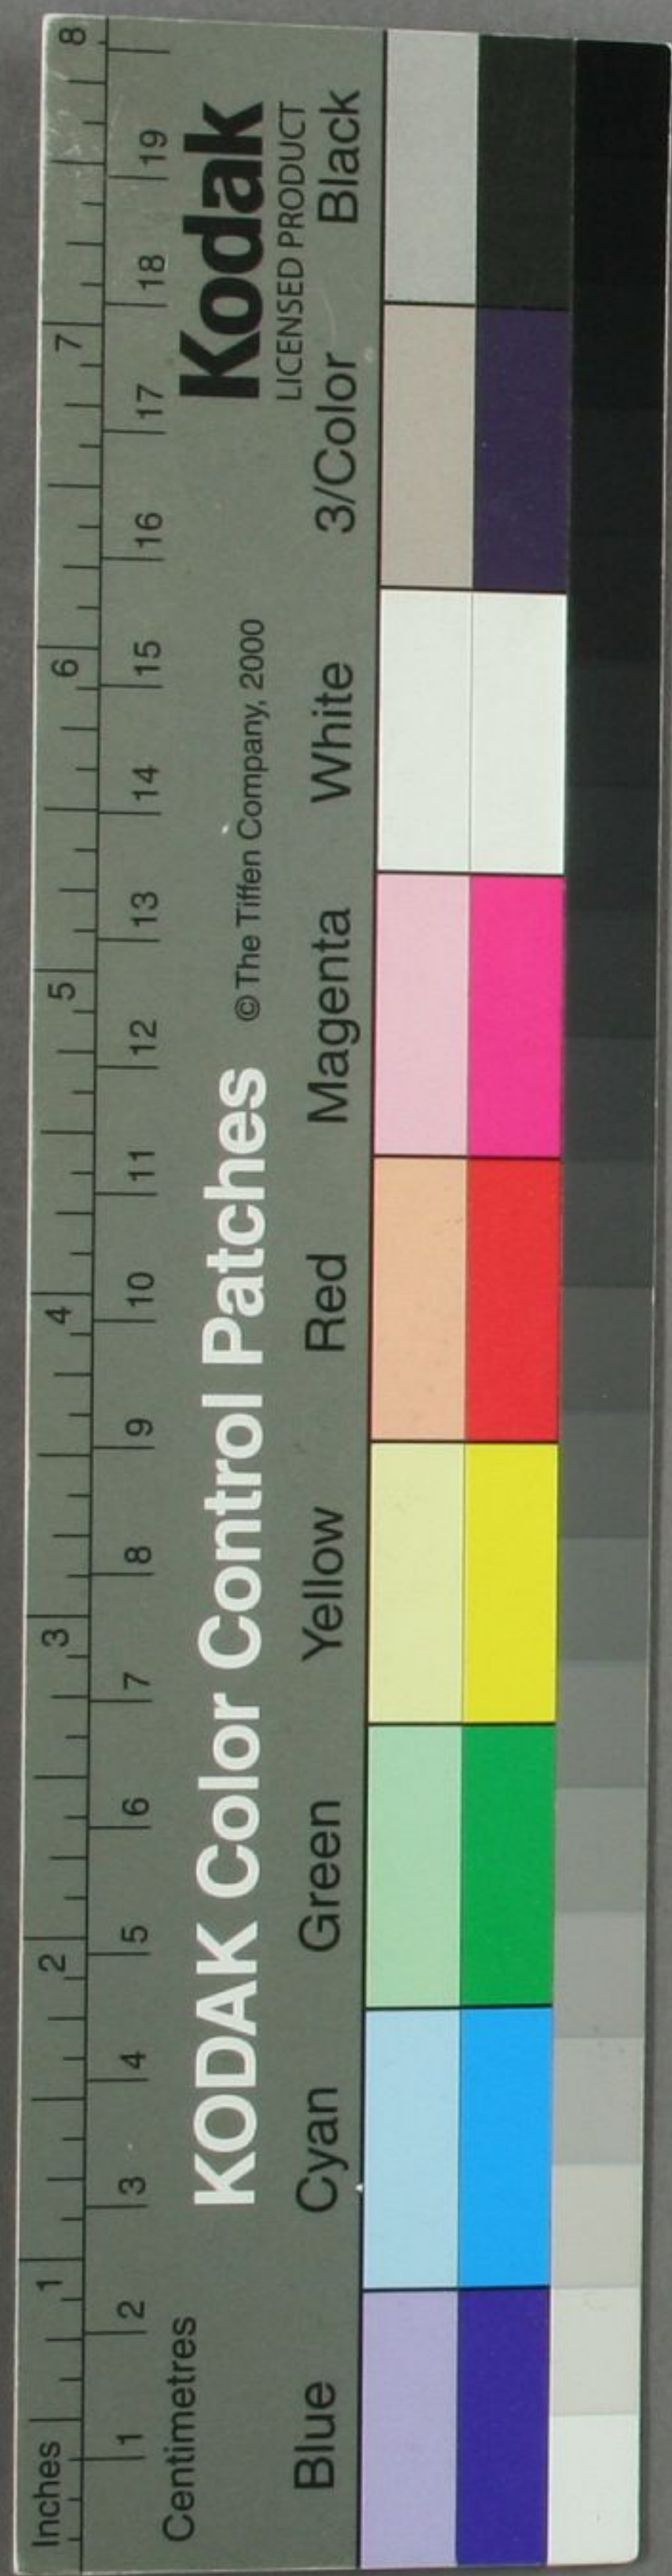 Inches 1 2 3 4 5 6 7 8
1 2 3 4 5 6 7 8 9 10 11 12 13 14 15 16 17 18 19
Centimetres
KODAK Color Control Patches © The Tiffen Company, 2000 Kodak
LICENSED PRODUCT
Blue Cyan Green Yellow Red Magenta White 3/Color Black